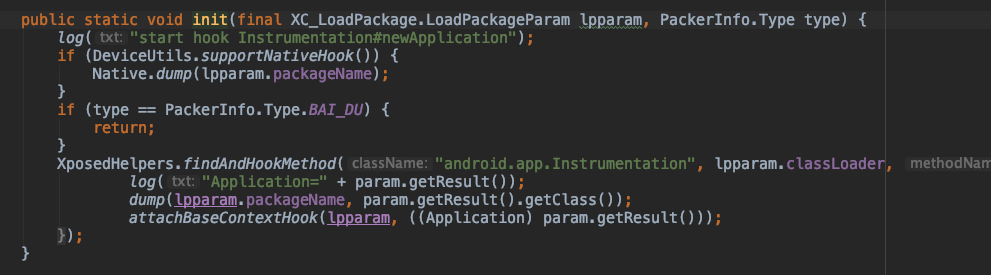 public static void init(final XC_LoadPackage.LoadPackageParam lpparam, PackerInfo.Type type) {
log( txt: "start hook Instrumentation#newApplication");
if (DeviceUtils.supportNativeHook()) {
Native.dump(lpparam.packageName);
}
if (type == PackerInfo.Type.BAI_DU) {
return;
}
XposedHelpers.findAndHookMethod( className: "android.app.Instrumentation", lpparam.classLoader, methodNam
log( txt: "Application=" + param.getResult());
dump(lpparam.packageName, param.getResult().getClass());
attachBaseContextHook(lpparam, ((Application) param.getResult()));
});
}